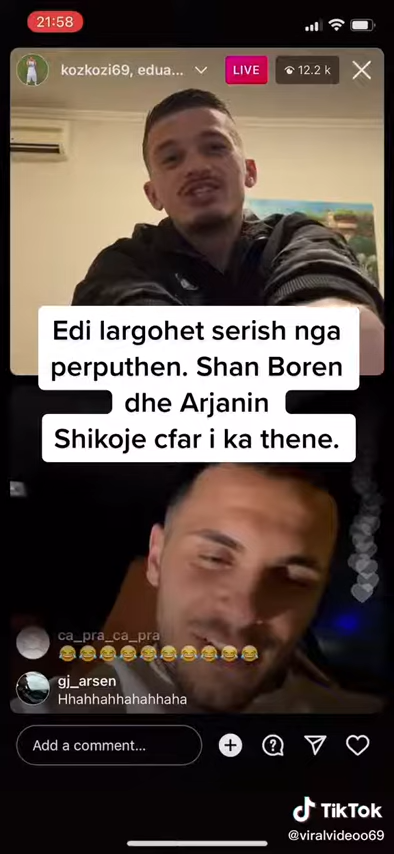 21:58
kozkozi69, edua...
LIVE
12.2 k
Edi largohet serish nga
perputhen. Shan Boren
dhe Arjanin
Shikoje cfar i ka thene.
ca_pra_ca_pra
😂😂😂😂😂😂😂😂😂😂
gj_arsen
Hhahhahhahahhaha
Add a comment...
TikTok
@viralvideoo69